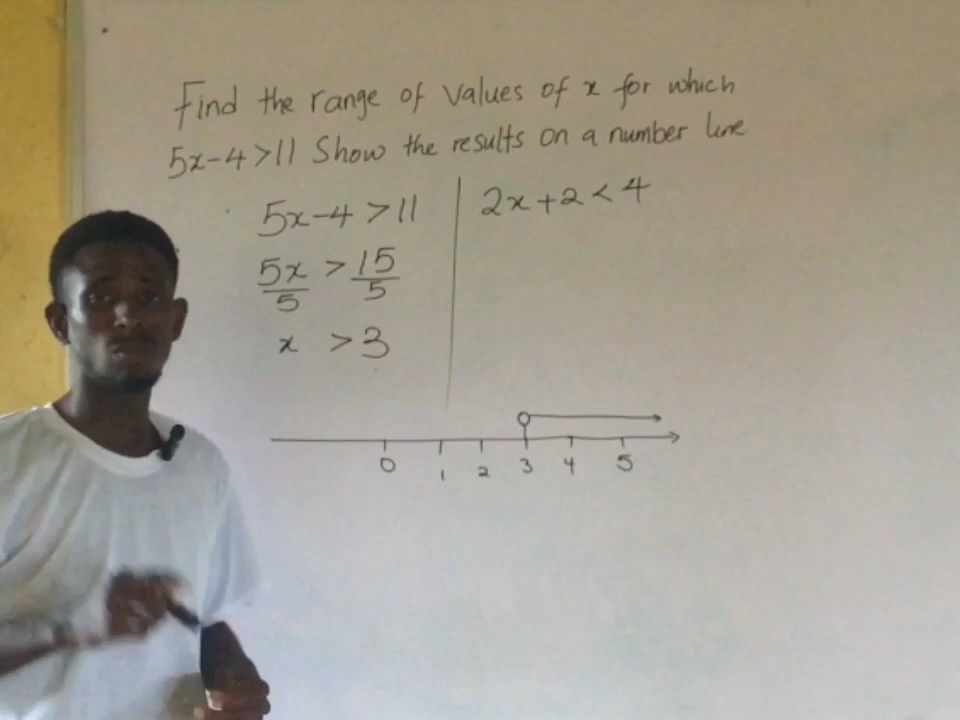 Find the range of values of x for which
5x-4>11 Show the results on a number line
5x-4>11
5x/5 > 15/5
x >3
2x+2<4
0 1 2 3 4 5